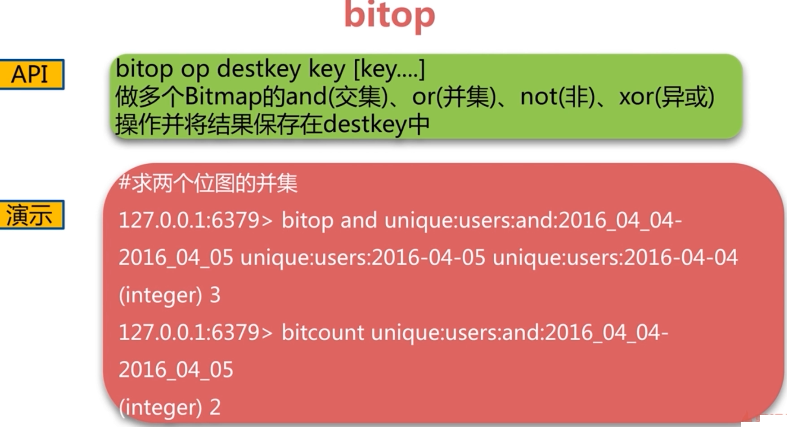 bitop
API
bitop op destkey key [key....]
做多个Bitmap的and(交集)、or(并集)、not(非)、xor(异或)
操作并将结果保存在destkey中
演示
#求两个位图的并集
127.0.0.1:6379> bitop and unique:users:and:2016_04_04-
2016_04_05 unique:users:2016-04-05 unique:users:2016-04-04
(integer) 3
127.0.0.1:6379> bitcount unique:users:and:2016_04_04-
2016_04_05
(integer) 2